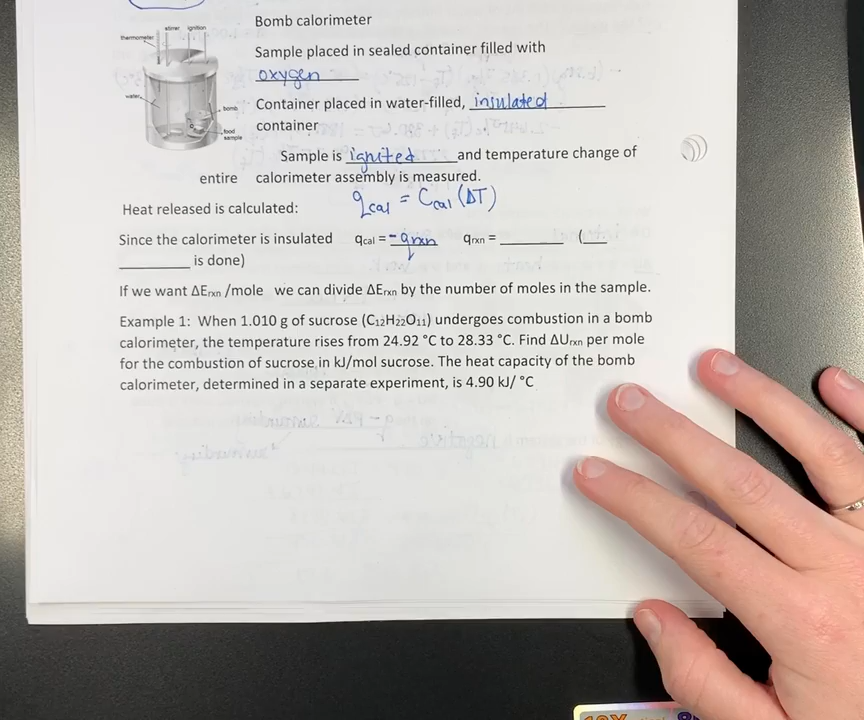 stirrer ignition
thermometer
Bomb calorimeter
Sample placed in sealed container filled with
oxygen
water
bomb
food
sample
Container placed in water-filled, insulated
container
Sample is ignited and temperature change of
entire calorimeter assembly is measured.
Heat released is calculated: qcal = Ccal (ΔT)
Since the calorimeter is insulated qcal = -qrxn qrxn = ________ (___
_________ is done)
If we want ΔErxn /mole we can divide ΔErxn by the number of moles in the sample.
Example 1: When 1.010 g of sucrose (C12H22O11) undergoes combustion in a bomb
calorimeter, the temperature rises from 24.92 °C to 28.33 °C. Find ΔUrxn per mole
for the combustion of sucrose in kJ/mol sucrose. The heat capacity of the bomb
calorimeter, determined in a separate experiment, is 4.90 kJ/ °C